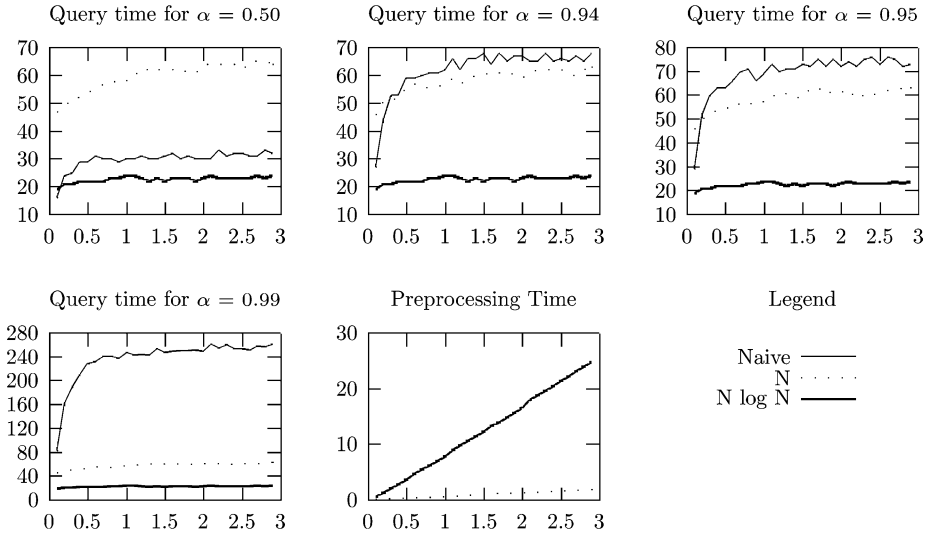 Query time for α = 0.50
Query time for α = 0.94
Query time for α = 0.95
70
60
50
40
30
20
10
0 0.5 1 1.5 2 2.5 3
70
60
50
40
30
20
10
0 0.5 1 1.5 2 2.5 3
80
70
60
50
40
30
20
10
0 0.5 1 1.5 2 2.5 3
Query time for α = 0.99
Preprocessing Time
Legend
280
240
200
160
120
80
40
0
0 0.5 1 1.5 2 2.5 3
30
20
10
0
0 0.5 1 1.5 2 2.5 3
Naive
N
N log N